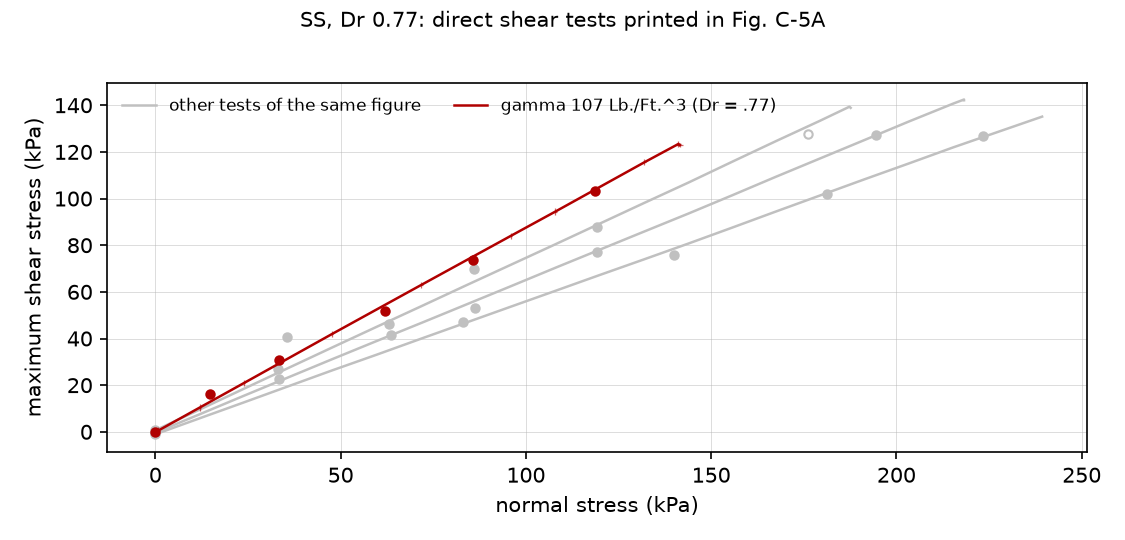 SS, Dr 0.77: direct shear tests printed in Fig. C-5A
other tests of the same figure
gamma 107 Lb./Ft.^3 (Dr = .77)
maximum shear stress (kPa)
140
120
100
80
60
40
20
0
0 50 100 150 200 250
normal stress (kPa)